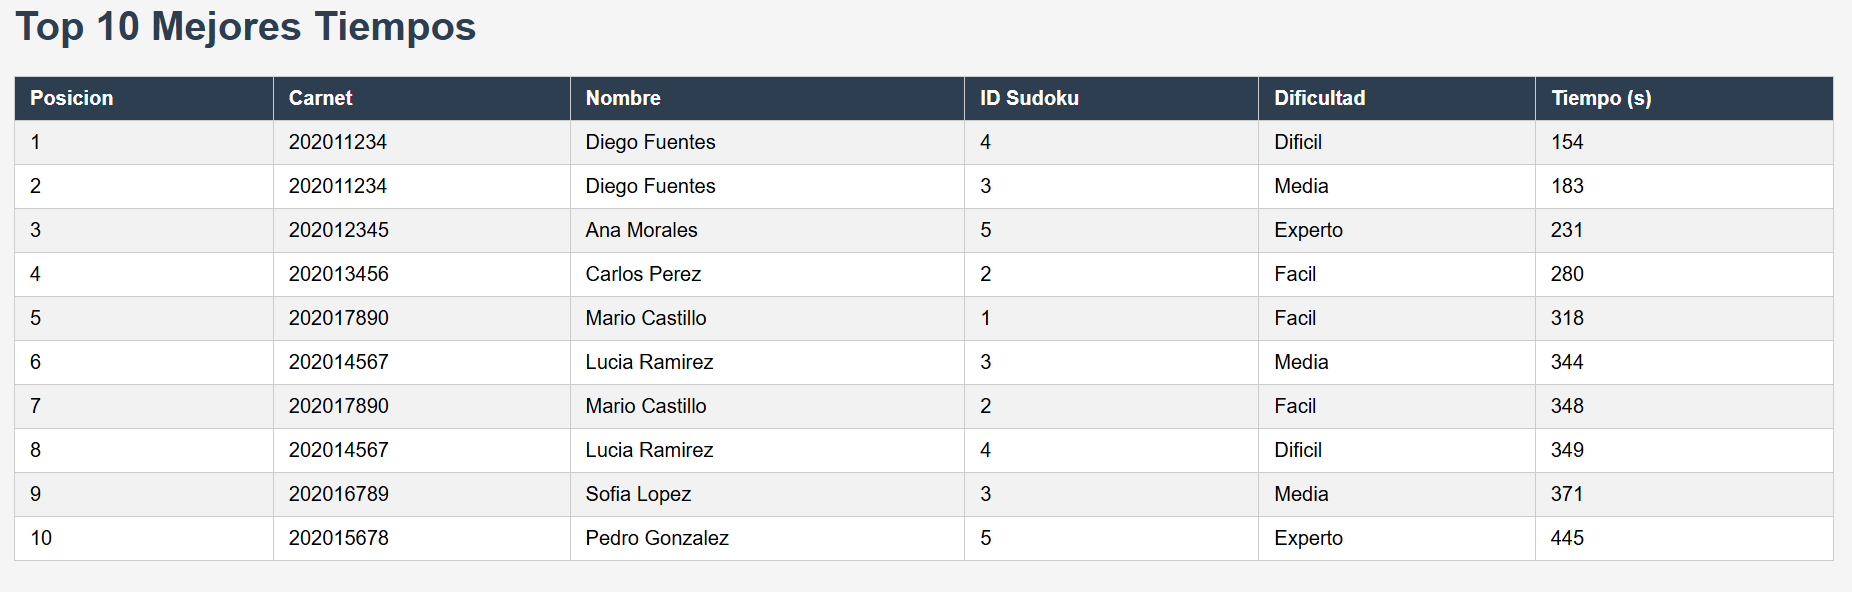 Top 10 Mejores Tiempos
Posicion Carnet Nombre ID Sudoku Dificultad Tiempo (s)
1 202011234 Diego Fuentes 4 Dificil 154
2 202011234 Diego Fuentes 3 Media 183
3 202012345 Ana Morales 5 Experto 231
4 202013456 Carlos Perez 2 Facil 280
5 202017890 Mario Castillo 1 Facil 318
6 202014567 Lucia Ramirez 3 Media 344
7 202017890 Mario Castillo 2 Facil 348
8 202014567 Lucia Ramirez 4 Dificil 349
9 202016789 Sofia Lopez 3 Media 371
10 202015678 Pedro Gonzalez 5 Experto 445